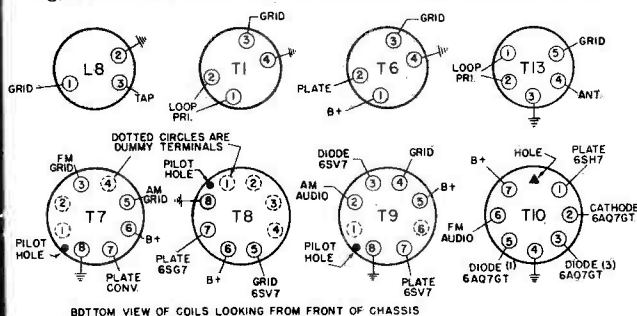 L8
2
1
3
GRID
TAP
GRID
3
4
T1
2
1
LOOP
PRI.
GRID
3
4
T6
2
1
PLATE
B+
1
5
GRID
LOOP
PRI.
T13
2
4
ANT.
3
DOTTED CIRCLES ARE
DUMMY TERMINALS
FM
GRID
3
4
2
5
AM
GRID
T7
1
6
B+
PILOT
HOLE
8
7
PLATE
CONV.
PILOT
HOLE
1
2
8
3
T8
7
4
PLATE
6SG7
6
5
B+
GRID
6SV7
DIODE
6SV7
GRID
3
4
AM
AUDIO
2
5
B+
T9
1
6
PILOT
HOLE
8
7
PLATE
6SV7
HOLE
PLATE
6SH7
B+
7
1
T10
6
2
CATHODE
6AQ7GT
FM
AUDIO
5
4
3
DIODE (1)
6AQ7GT
DIODE (3)
6AQ7GT
BOTTOM VIEW OF COILS LOOKING FROM FRONT OF CHASSIS